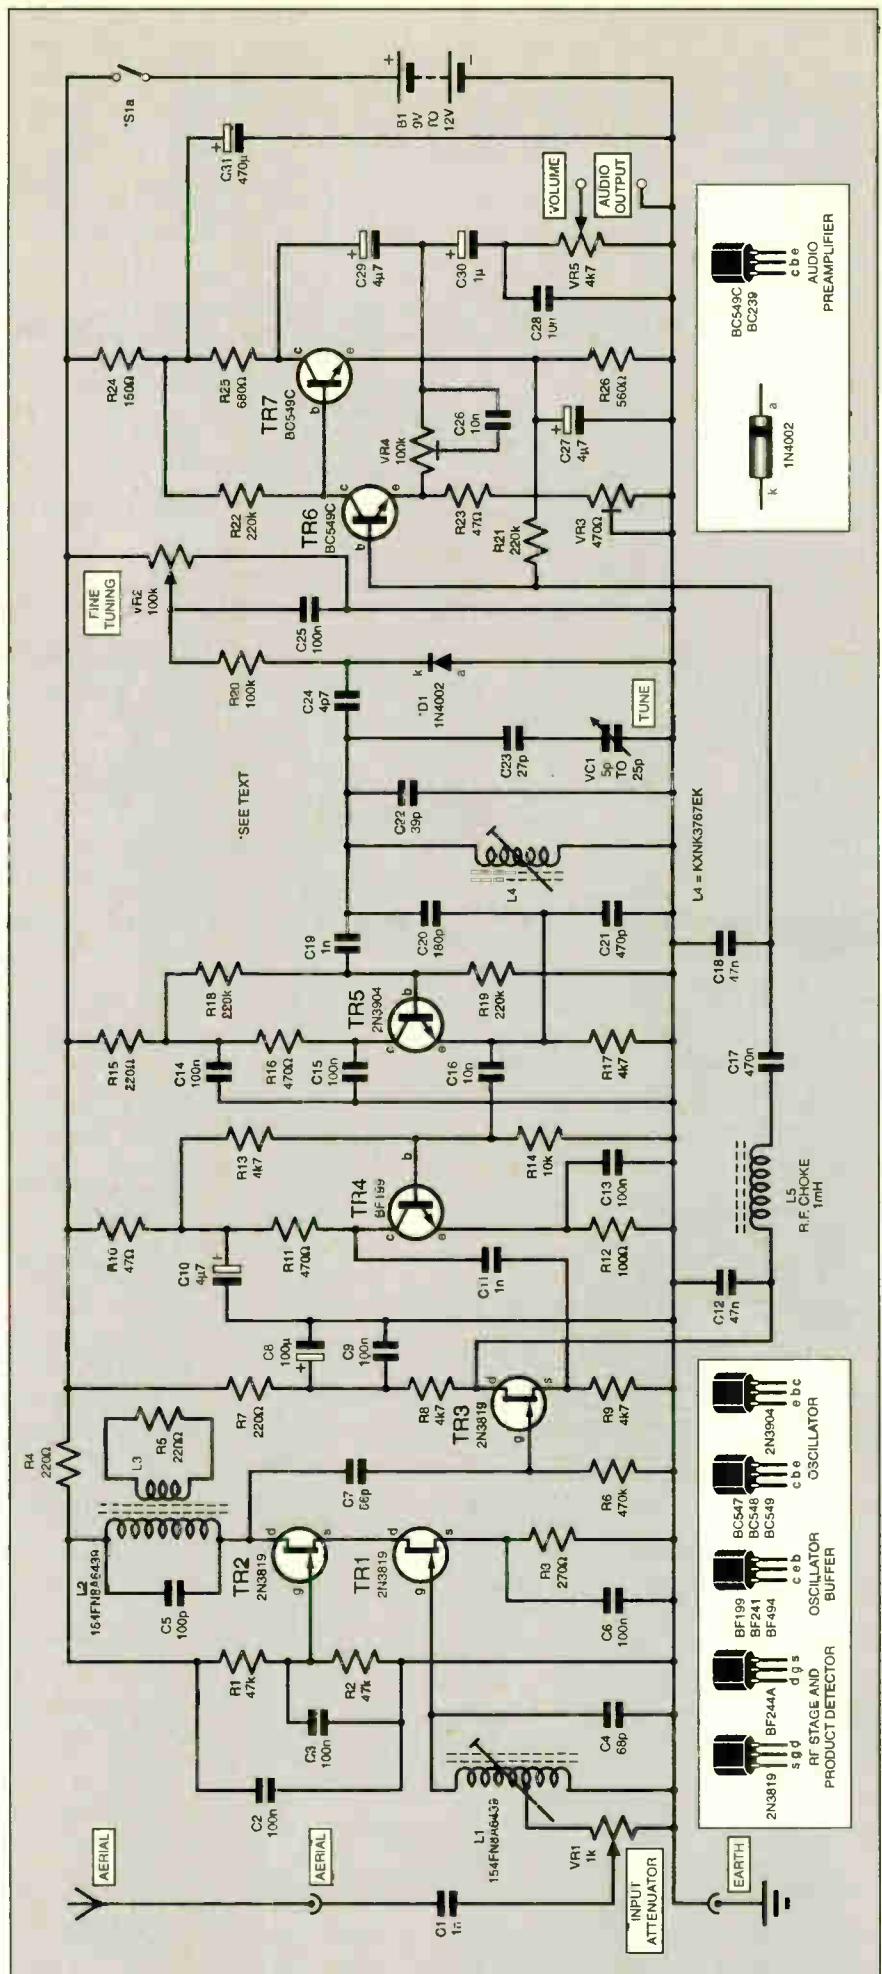 AERIAL
AERIAL
C1
1n
INPUT
ATTENUATOR
EARTH
VR1
1k
L1
154FN8A6439
C2
100n
C3
100n
R1
47k
R2
47k
C4
68p
C6
100n
R3
270Ω
TR1
2N3819
g
d
s
TR2
2N3819
g
d
s
L2
154FN8A6439
C5
100p
L3
R5
220Ω
R4
220Ω
C7
R6
470k
TR3
2N3819
g
d
s
R7
220Ω
R8
4k7
R9
4k7
C8
100µ
+
C9
100n
C10
4µ7
R10
47Ω
R11
470Ω
C11
1n
TR4
BF199
c
b
e
R12
100Ω
R13
4k7
R14
10k
C13
100n
C12
47n
L5
R.F. CHOKE
1mH
C17
470n
C18
47n
R15
220Ω
C14
100n
R16
470Ω
C15
100n
C16
10n
TR5
2N3904
c
b
e
R17
4k7
R18
220k
R19
220k
C19
1n
C20
180p
C21
470p
L4
L4 = KXNK3767EK
C22
39p
C23
27p
VC1
5p
TO
25p
TUNE
*SEE TEXT
C24
4p7
*D1
1N4002
k
a
R20
100k
C25
100n
VR2
100k
FINE
TUNING
R21
220k
TR6
BC549C
c
b
e
R22
220k
R23
47Ω
VR3
470Ω
VR4
100k
C26
10n
C27
4µ7
+
TR7
BC549C
c
b
e
R24
150Ω
R25
680Ω
R26
560Ω
C29
4µ7
+
C30
1µ
+
C28
VR5
4k7
VOLUME
AUDIO
OUTPUT
C31
470µ
+
*S1a
B1
9V
TO
12V
+
−
2N3819
s g d
BF244A
d g s
RF STAGE AND
PRODUCT DETECTOR
BF199
BF241
BF494
c e b
OSCILLATOR
BUFFER
BC547
BC548
BC549
c b e
2N3904
e b c
OSCILLATOR
k
a
1N4002
BC549C
BC239
c b e
AUDIO
PREAMPLIFIER